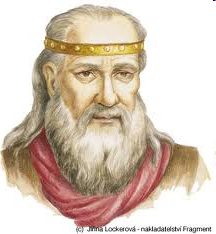 (c) Jiřina Lockerová - nakladatelství Fragment